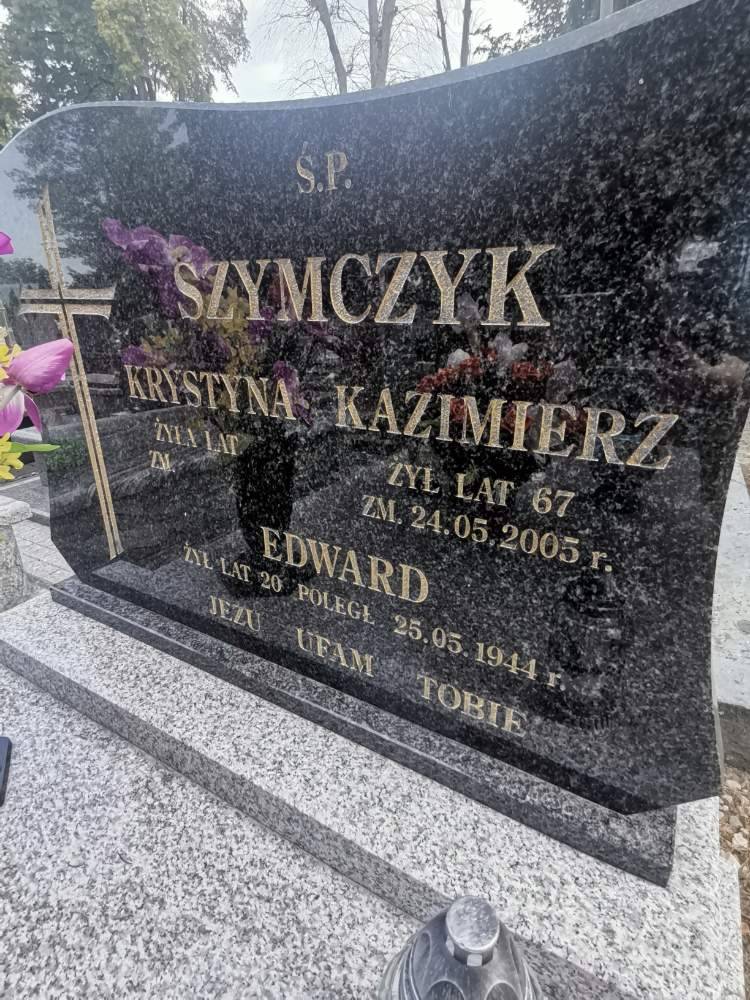 Ś.P.
SZYMCZYK
KRYSTYNA KAZIMIERZ
ŻYŁA LAT ŻYŁ LAT 67
ZM. ZM. 24.05.2005 r.
EDWARD
ŻYŁ LAT 20 POLEGŁ 25.05.1944 r.
JEZU UFAM TOBIE